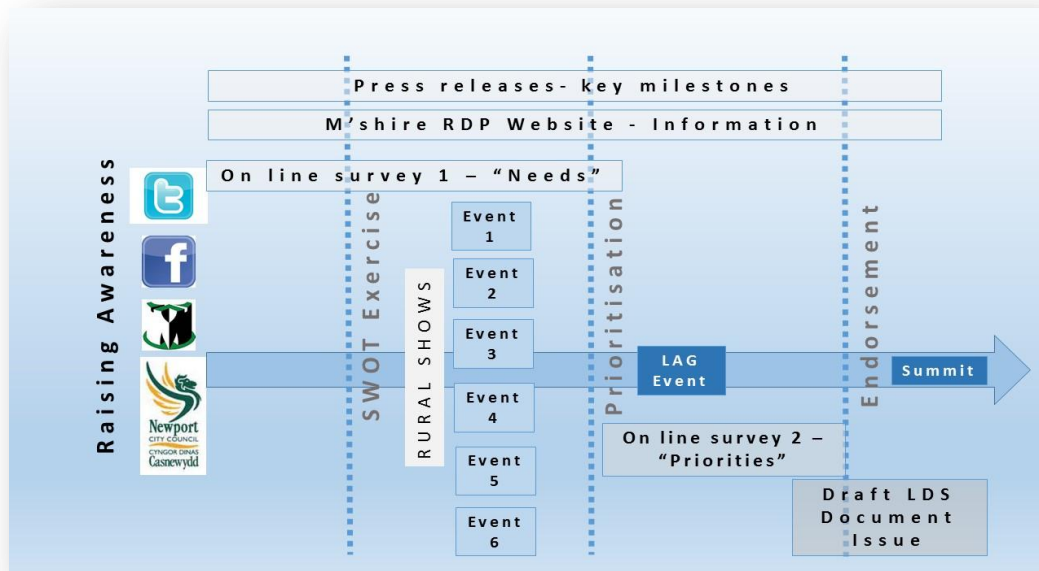 Press releases- key milestones
M'shire RDP Website - Information
On line survey 1 – “Needs”
Raising Awareness
t
f
Newport
CITY COUNCIL
CYNGOR DINAS
Casnewydd
SWOT Exercise
RURAL SHOWS
Event
1
Event
2
Event
3
Event
4
Event
5
Event
6
Prioritisation
LAG
Event
On line survey 2 –
“Priorities”
Endorsement
Summit
Draft LDS
Document
Issue